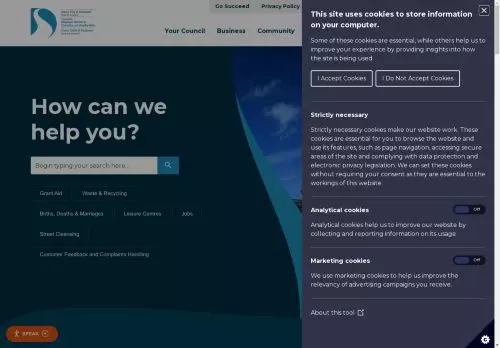 Go Succeed
Privacy Policy
Your Council
Business
Community
How can we
help you?
Begin typing your search here...
Grant Aid
Waste & Recycling
Births, Deaths & Marriages
Leisure Centres
Jobs
Street Cleansing
Customer Feedback and Complaints Handling
SPEAK
This site uses cookies to store information
on your computer.
Some of these cookies are essential, while others help us to
improve your experience by providing insights into how
the site is being used.
I Accept Cookies
I Do Not Accept Cookies
Strictly necessary
Strictly necessary cookies make our website work. These
cookies are essential for you to browse the website and
use its features, such as page navigation, accessing secure
areas of the site and complying with data protection and
electronic privacy legislation. We can set these cookies
without requiring your consent as they are essential to the
workings of this website.
Analytical cookies
Off
Analytical cookies help us to improve our website by
collecting and reporting information on its usage.
Marketing cookies
Off
We use marketing cookies to help us improve the
relevancy of advertising campaigns you receive.
About this tool